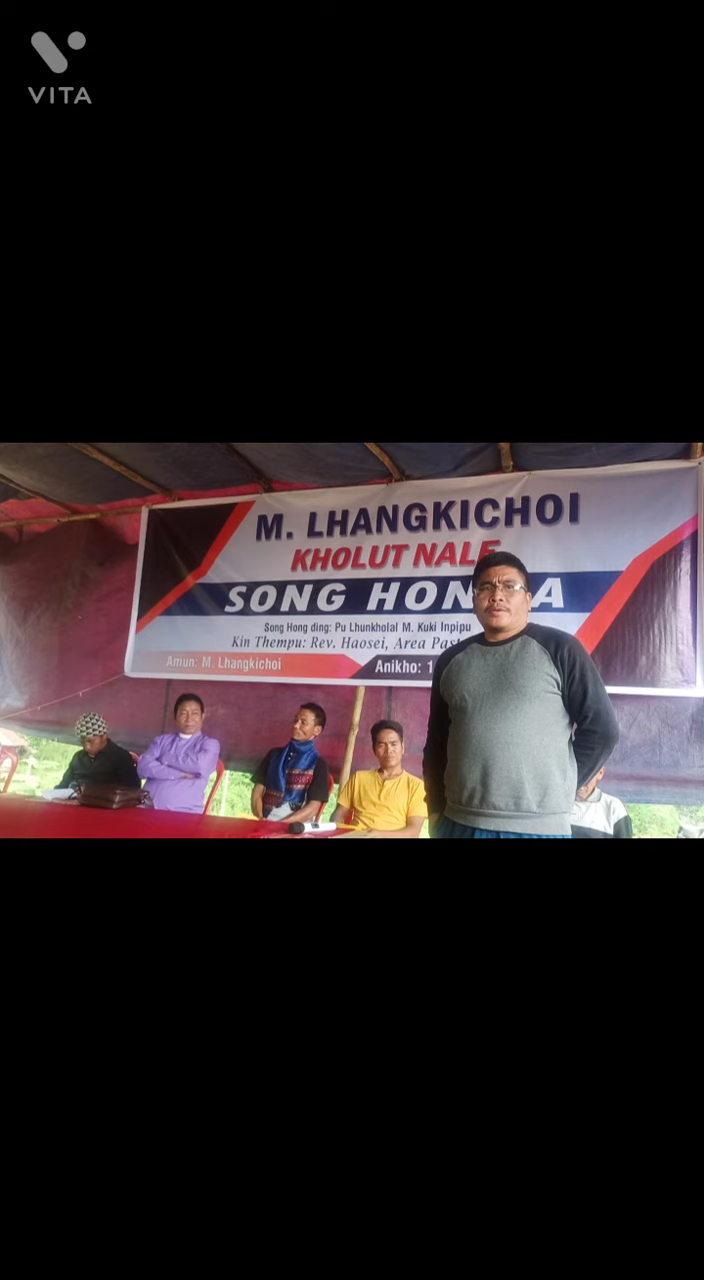 VITA
M. LHANGKICHOI
KHOLUT NALE
SONG HON A
Song Hong ding: Pu Lhunkholal M. Kuki Inpipu
Kin Thempu: Rev. Haosei, Area
Amun: M. Lhangkichoi
Anikho: 1